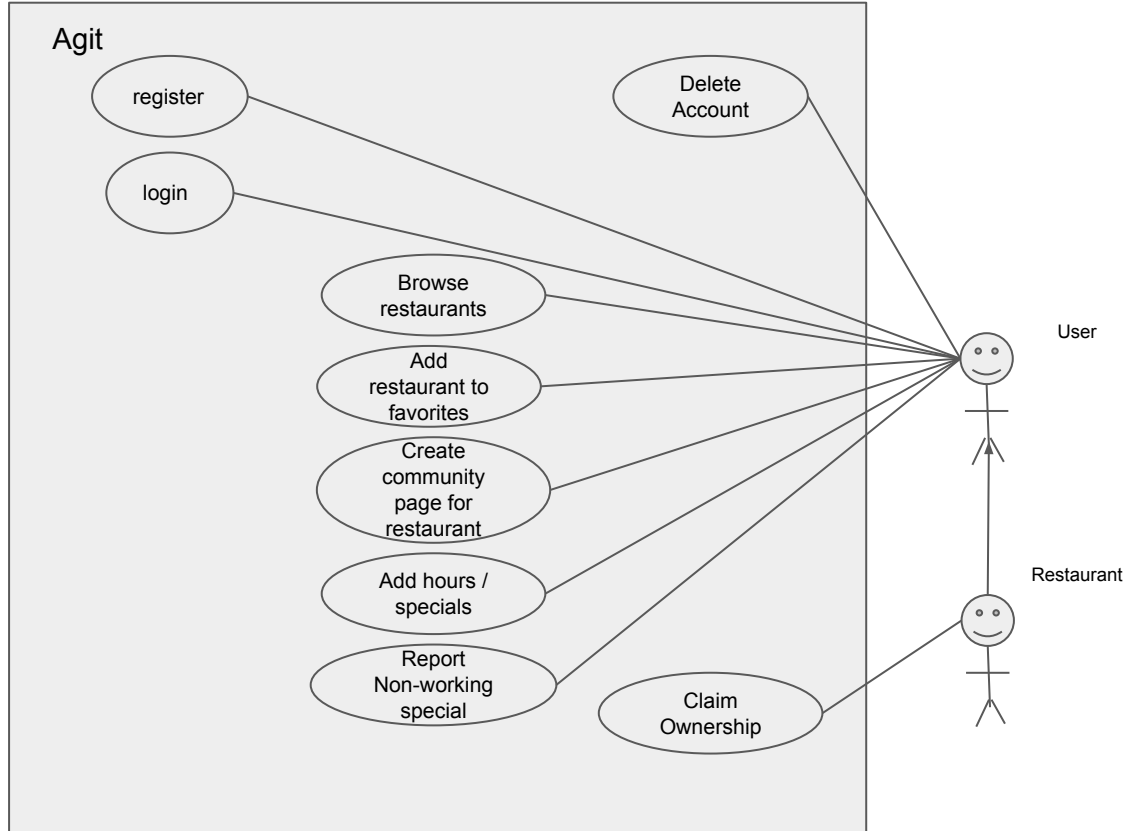 Agit
register
Delete
Account
login
Browse
restaurants
User
Add
restaurant to
favorites
Create
community
page for
restaurant
Add hours /
specials
Restaurant
Report
Non-working
special
Claim
Ownership